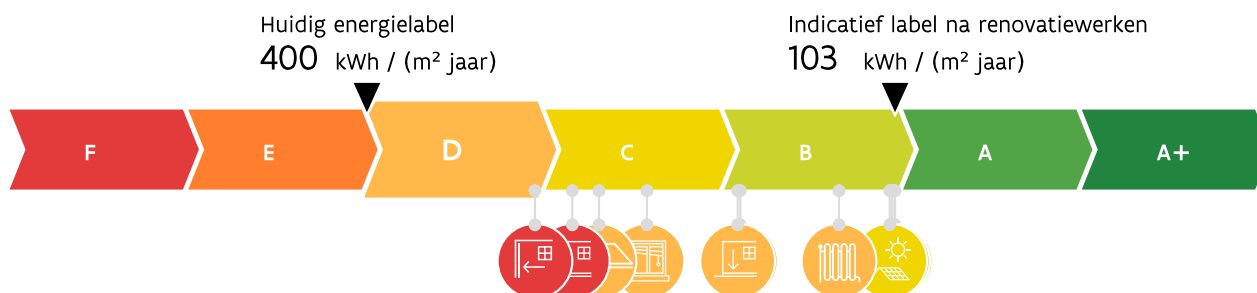 Huidig energielabel
400 kWh / (m² jaar)
Indicatief label na renovatiewerken
103 kWh / (m² jaar)
F E D C B A A+